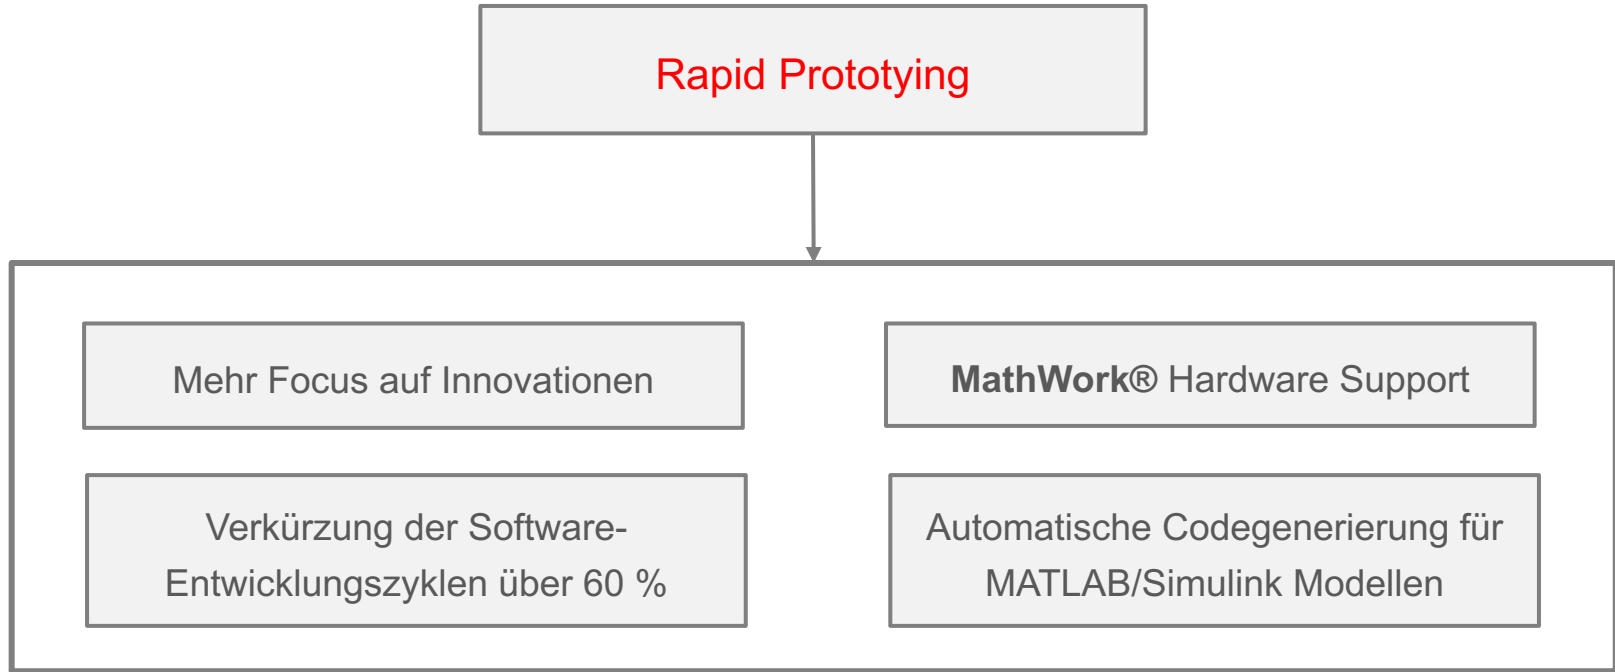 Rapid Prototying
Mehr Focus auf Innovationen
MathWork® Hardware Support
Verkürzung der Software-
Entwicklungszyklen über 60 %
Automatische Codegenerierung für
MATLAB/Simulink Modellen